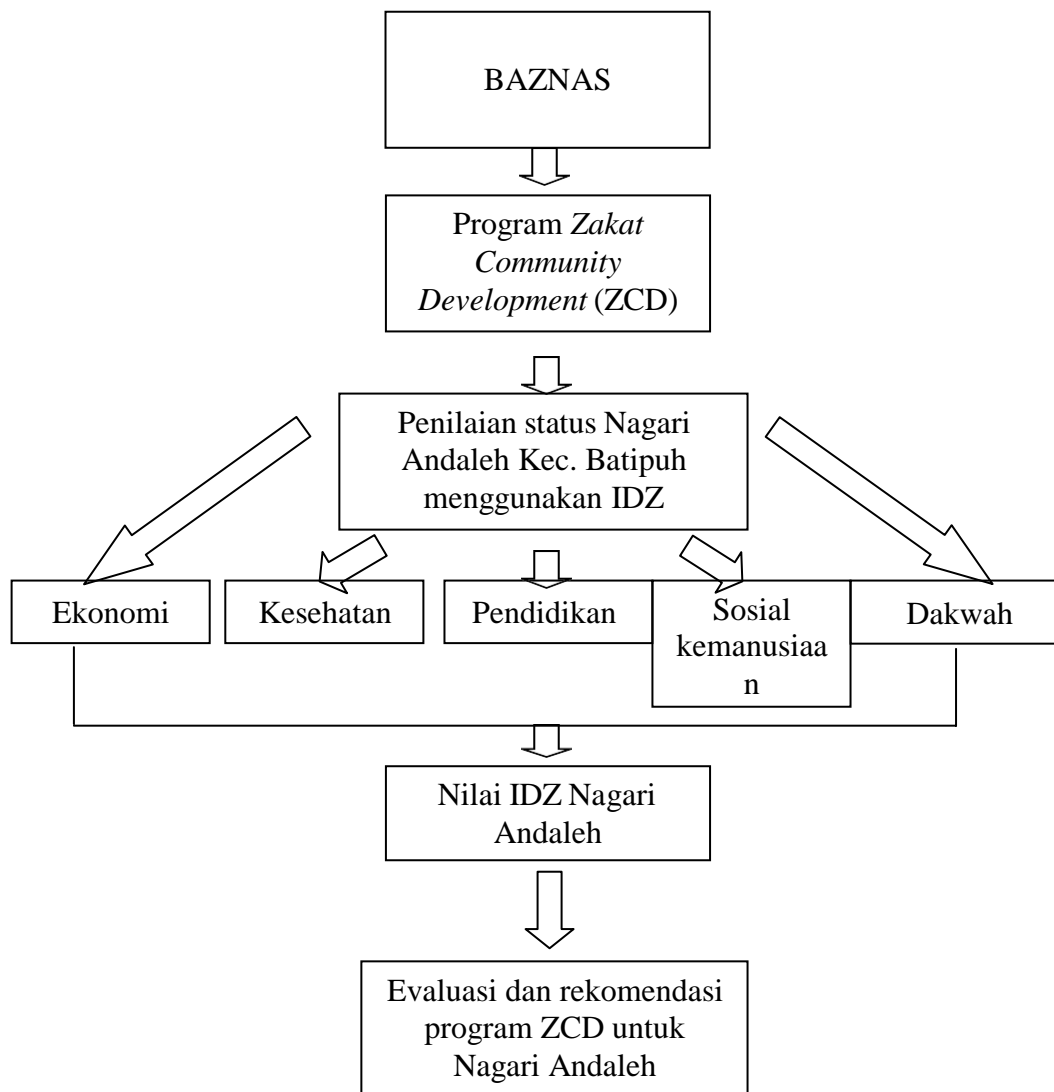 BAZNAS
Program Zakat
Community
Development (ZCD)
Penilaian status Nagari
Andaleh Kec. Batipuh
menggunakan IDZ
Ekonomi
Kesehatan
Pendidikan
Sosial
kemanusiaa
n
Dakwah
Nilai IDZ Nagari
Andaleh
Evaluasi dan rekomendasi
program ZCD untuk
Nagari Andaleh